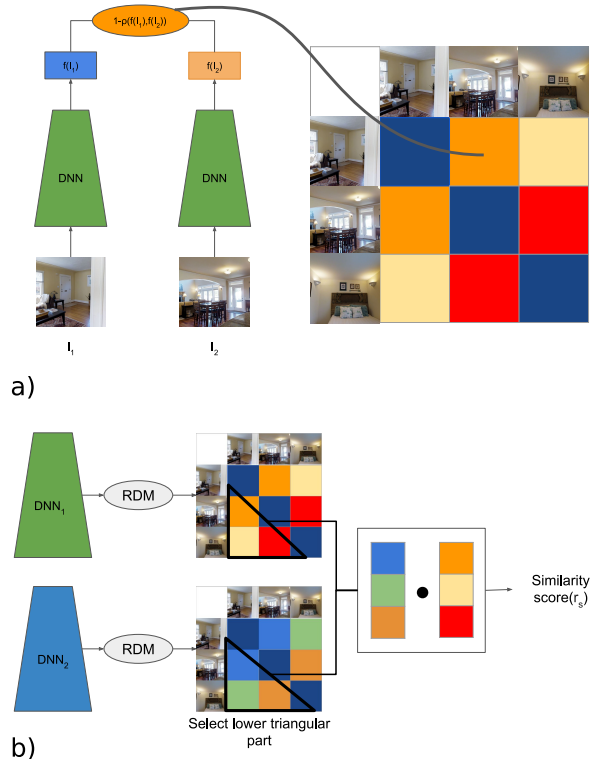 1-ρ(f(I₁),f(I₂))
f(I₁)
f(I₂)
DNN
DNN
I₁
I₂
a)
DNN₁
RDM
DNN₂
RDM
Similarity
score(rₛ)
Select lower triangular
part
b)